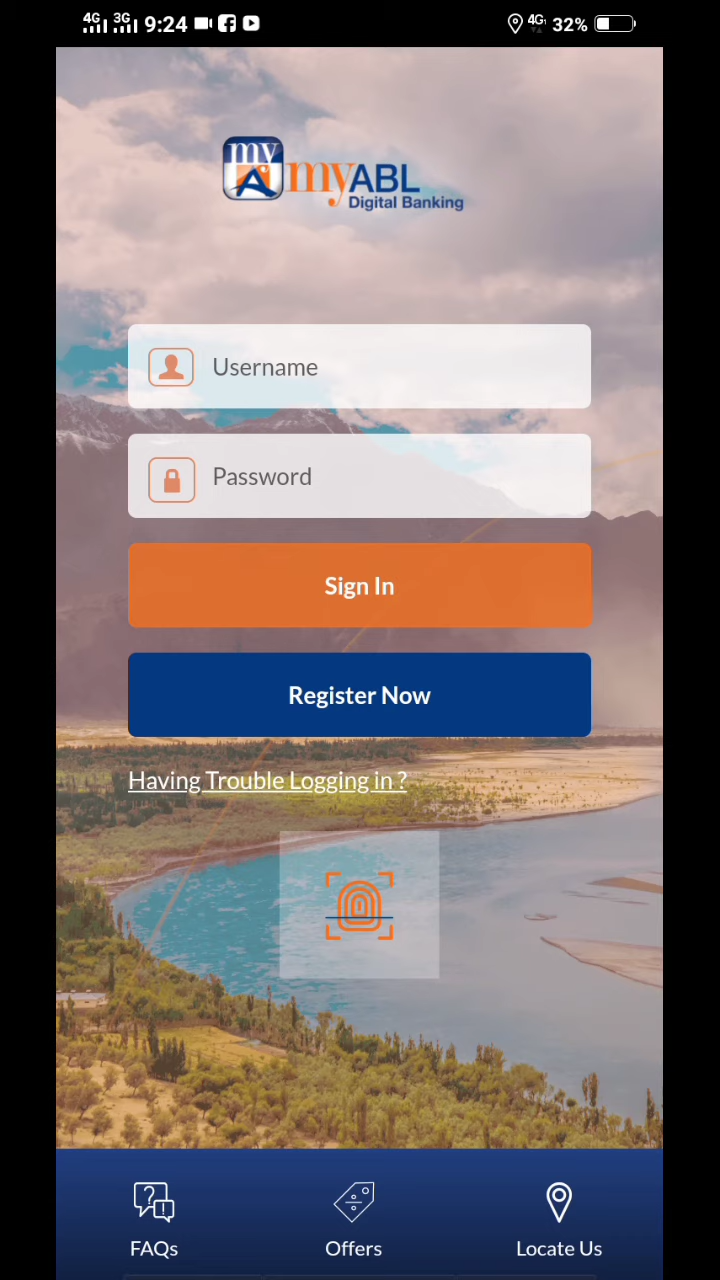 4G 3G 9:24 4G 32%
my
myABL
Digital Banking
Username
Password
Sign In
Register Now
Having Trouble Logging in ?
FAQs Offers Locate Us